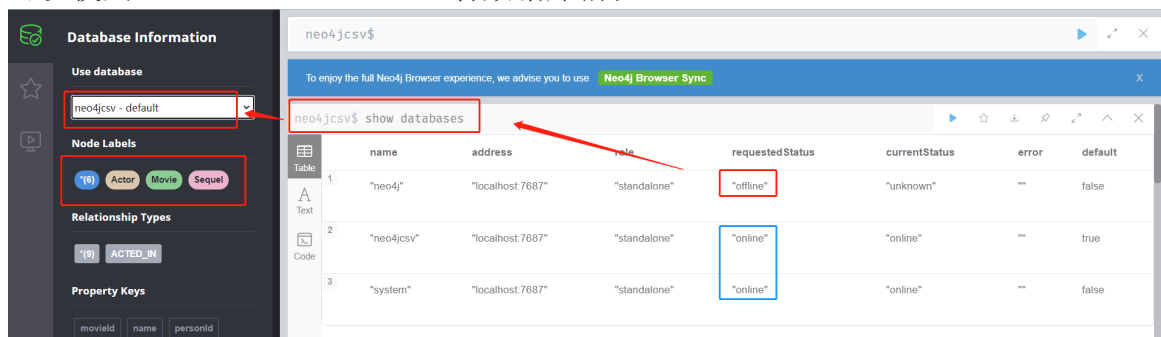 Database Information
Use database
neo4jcsv - default
Node Labels
*(6) Actor Movie Sequel
Relationship Types
*(9) ACTED_IN
Property Keys
movieId name personId
neo4jcsv$
To enjoy the full Neo4j Browser experience, we advise you to use Neo4j Browser Sync X
neo4jcsv$ show databases
Table
Text
Code
name address role requestedStatus currentStatus error default
1 "neo4j" "localhost:7687" "standalone" "offline" "unknown" "" false
2 "neo4jcsv" "localhost:7687" "standalone" "online" "online" "" true
3 "system" "localhost:7687" "standalone" "online" "online" "" false